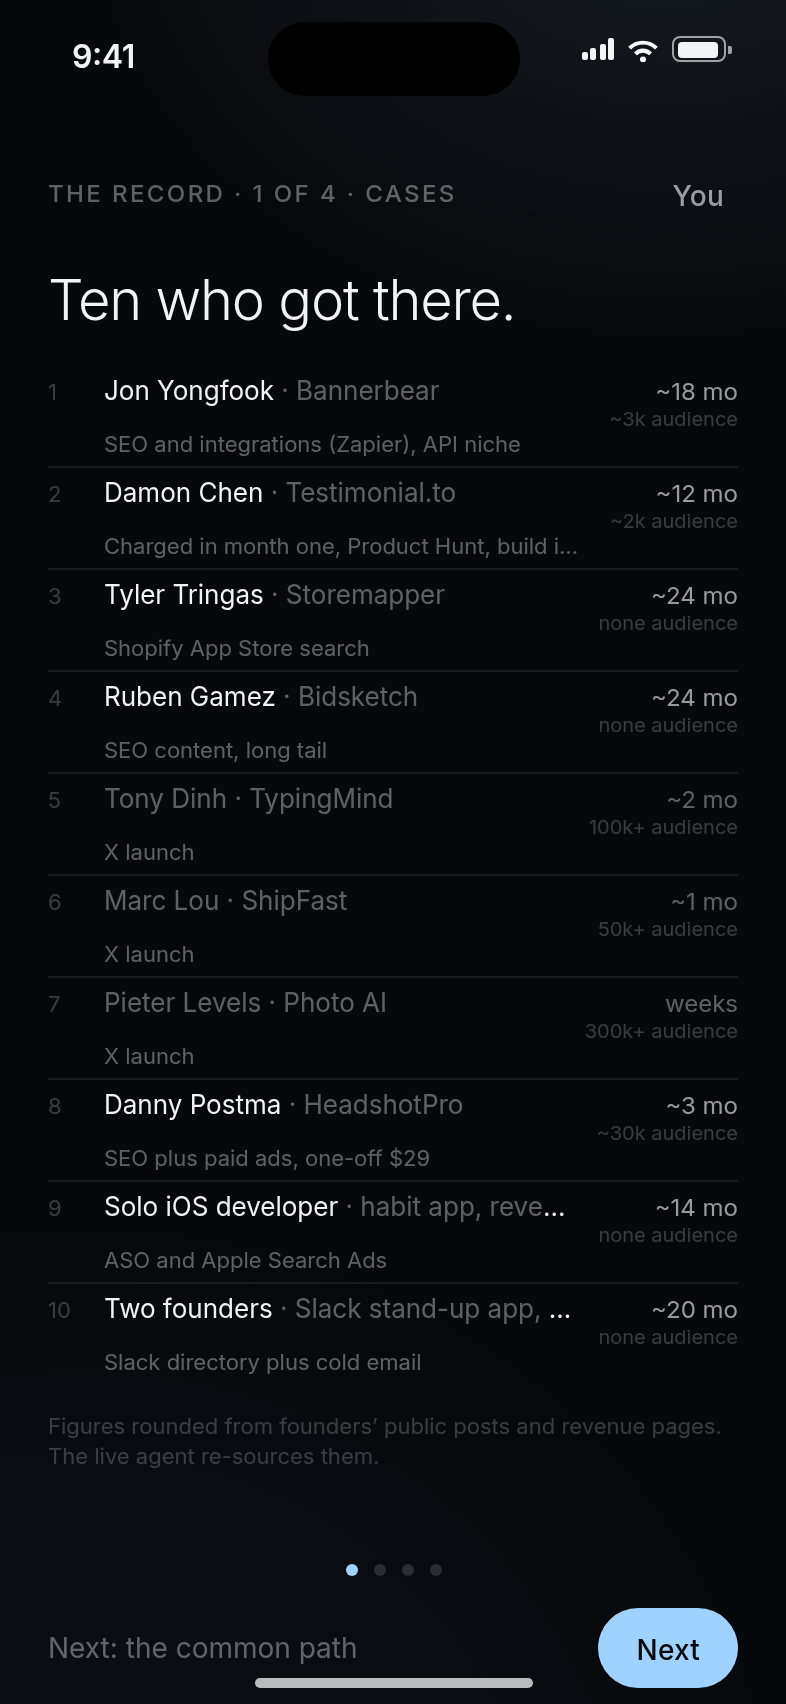 9:41
THE RECORD · 1 OF 4 · CASES
You
Ten who got there.
1 Jon Yongfook · Bannerbear ~18 mo
~3k audience
SEO and integrations (Zapier), API niche
2 Damon Chen · Testimonial.to ~12 mo
~2k audience
Charged in month one, Product Hunt, build i...
3 Tyler Tringas · Storemapper ~24 mo
none audience
Shopify App Store search
4 Ruben Gamez · Bidsketch ~24 mo
none audience
SEO content, long tail
5 Tony Dinh · TypingMind ~2 mo
100k+ audience
X launch
6 Marc Lou · ShipFast ~1 mo
50k+ audience
X launch
7 Pieter Levels · Photo AI weeks
300k+ audience
X launch
8 Danny Postma · HeadshotPro ~3 mo
~30k audience
SEO plus paid ads, one-off $29
9 Solo iOS developer · habit app, reve... ~14 mo
none audience
ASO and Apple Search Ads
10 Two founders · Slack stand-up app, ... ~20 mo
none audience
Slack directory plus cold email
Figures rounded from founders’ public posts and revenue pages.
The live agent re-sources them.
Next: the common path
Next